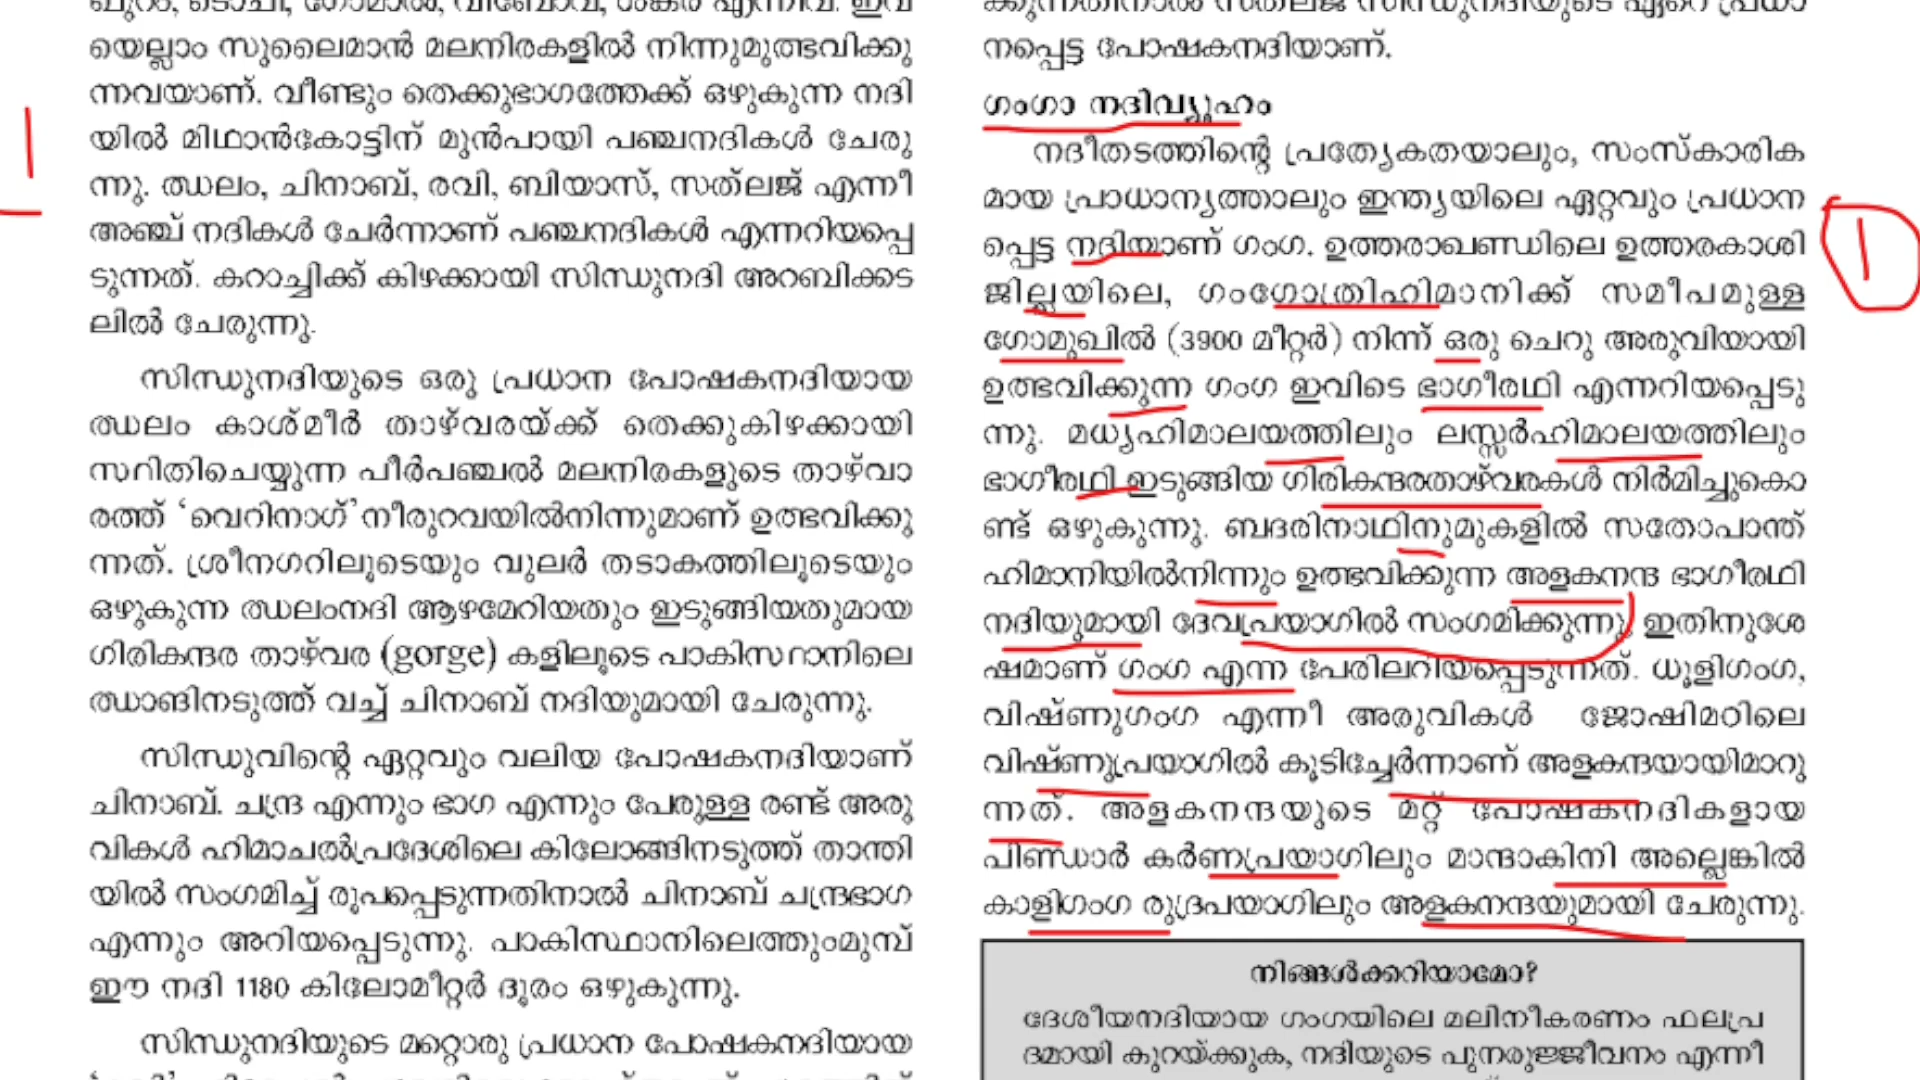 യെല്ലാം സുലൈമാൻ മലനിരകളിൽ നിന്നുമുത്ഭവിക്കു
ന്നവയാണ്. വീണ്ടും തെക്കുഭാഗത്തേക്ക് ഒഴുകുന്ന നദി
യിൽ മിഥാൻകോട്ടിന് മുൻപായി പഞ്ചനദികൾ ചേരു
ന്നു. ഝലം, ചിനാബ്, രവി, ബിയാസ്, സത്‌ലജ് എന്നീ
അഞ്ച് നദികൾ ചേർന്നാണ് പഞ്ചനദികൾ എന്നറിയപ്പെ
ടുന്നത്. കറാച്ചിക്ക് കിഴക്കായി സിന്ധുനദി അറബിക്കട
ലിൽ ചേരുന്നു.
സിന്ധുനദിയുടെ ഒരു പ്രധാന പോഷകനദിയായ
ഝലം കാശ്മീർ താഴ്‌വരയ്ക്ക് തെക്കുകിഴക്കായി
സ്ഥിതിചെയ്യുന്ന പീർപഞ്ചൽ മലനിരകളുടെ താഴ്‌വാ
രത്ത് ‘വെറിനാഗ്’ നീരുറവയിൽനിന്നുമാണ് ഉത്ഭവിക്കു
ന്നത്. ശ്രീനഗറിലൂടെയും വുലർ തടാകത്തിലൂടെയും
ഒഴുകുന്ന ഝലംനദി ആഴമേറിയതും ഇടുങ്ങിയതുമായ
ഗിരികന്ദര താഴ്‌വര (gorge) കളിലൂടെ പാകിസ്ഥാനിലെ
ഝാങിനടുത്ത് വച്ച് ചിനാബ് നദിയുമായി ചേരുന്നു.
സിന്ധുവിന്റെ ഏറ്റവും വലിയ പോഷകനദിയാണ്
ചിനാബ്. ചന്ദ്ര എന്നും ഭാഗ എന്നും പേരുള്ള രണ്ട് അരു
വികൾ ഹിമാചൽപ്രദേശിലെ കിലോങ്ങിനടുത്ത് താന്തി
യിൽ സംഗമിച്ച് രൂപപ്പെടുന്നതിനാൽ ചിനാബ് ചന്ദ്രഭാഗ
എന്നും അറിയപ്പെടുന്നു. പാകിസ്ഥാനിലെത്തുംമുമ്പ്
ഈ നദി 1180 കിലോമീറ്റർ ദൂരം ഒഴുകുന്നു.
സിന്ധുനദിയുടെ മറ്റൊരു പ്രധാന പോഷകനദിയായ
നപ്പെട്ട പോഷകനദിയാണ്.
ഗംഗാ നദിവ്യൂഹം
നദീതടത്തിന്റെ പ്രത്യേകതയാലും, സംസ്കാരിക
മായ പ്രാധാന്യത്താലും ഇന്ത്യയിലെ ഏറ്റവും പ്രധാന
പ്പെട്ട നദിയാണ് ഗംഗ. ഉത്തരാഖണ്ഡിലെ ഉത്തരകാശി
ജില്ലയിലെ, ഗംഗോത്രിഹിമാനിക്ക് സമീപമുള്ള
ഗോമുഖിൽ (3900 മീറ്റർ) നിന്ന് ഒരു ചെറു അരുവിയായി
ഉത്ഭവിക്കുന്ന ഗംഗ ഇവിടെ ഭാഗീരഥി എന്നറിയപ്പെടു
ന്നു. മധ്യഹിമാലയത്തിലും ലസ്സർഹിമാലയത്തിലും
ഭാഗീരഥി ഇടുങ്ങിയ ഗിരികന്ദരതാഴ്‌വരകൾ നിർമിച്ചുകൊ
ണ്ട് ഒഴുകുന്നു. ബദരിനാഥിനുമുകളിൽ സതോപാന്ത്
ഹിമാനിയിൽനിന്നും ഉത്ഭവിക്കുന്ന അളകനന്ദ ഭാഗീരഥി
നദിയുമായി ദേവപ്രയാഗിൽ സംഗമിക്കുന്നു. ഇതിനുശേ
ഷമാണ് ഗംഗ എന്ന പേരിലറിയപ്പെടുന്നത്. ധൂളിഗംഗ,
വിഷ്ണുഗംഗ എന്നീ അരുവികൾ ജോഷിമഠിലെ
വിഷ്ണുപ്രയാഗിൽ കൂടിച്ചേർന്നാണ് അളകന്ദയായിമാറു
ന്നത്. അളകനന്ദയുടെ മറ്റ് പോഷകനദികളായ
പിണ്ഡാർ കർണപ്രയാഗിലും മാന്ദാകിനി അല്ലെങ്കിൽ
കാളിഗംഗ രുദ്രപയാഗിലും അളകനന്ദയുമായി ചേരുന്നു.
നിങ്ങൾക്കറിയാമോ?
ദേശീയനദിയായ ഗംഗയിലെ മലിനീകരണം ഫലപ്ര
ദമായി കുറയ്ക്കുക, നദിയുടെ പുനരുജ്ജീവനം എന്നീ